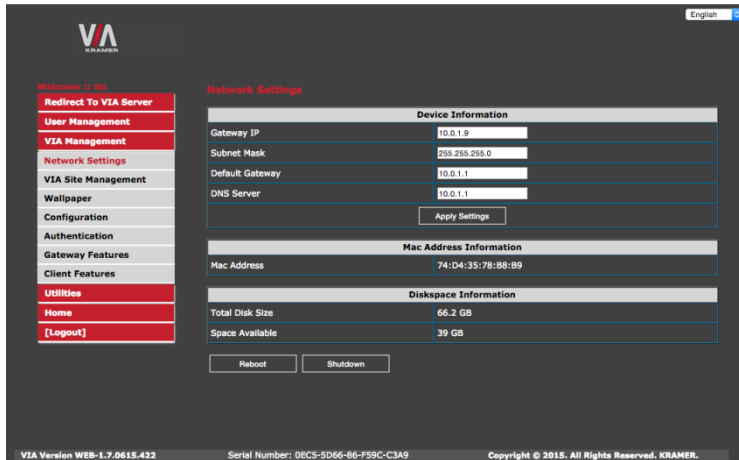 English
VIA
KRAMER
Welcome :: su
Redirect To VIA Server
User Management
VIA Management
Network Settings
VIA Site Management
Wallpaper
Configuration
Authentication
Gateway Features
Client Features
Utilities
Home
[Logout]
Network Settings
Device Information
Gateway IP 10.0.1.9
Subnet Mask 255.255.255.0
Default Gateway 10.0.1.1
DNS Server 10.0.1.1
Apply Settings
Mac Address Information
Mac Address 74:D4:35:78:B8:B9
Diskspace Information
Total Disk Size 66.2 GB
Space Available 39 GB
Reboot Shutdown
VIA Version WEB-1.7.0615.422 Serial Number: 0EC5-5D66-86-F59C-C3A9 Copyright © 2015. All Rights Reserved. KRAMER.